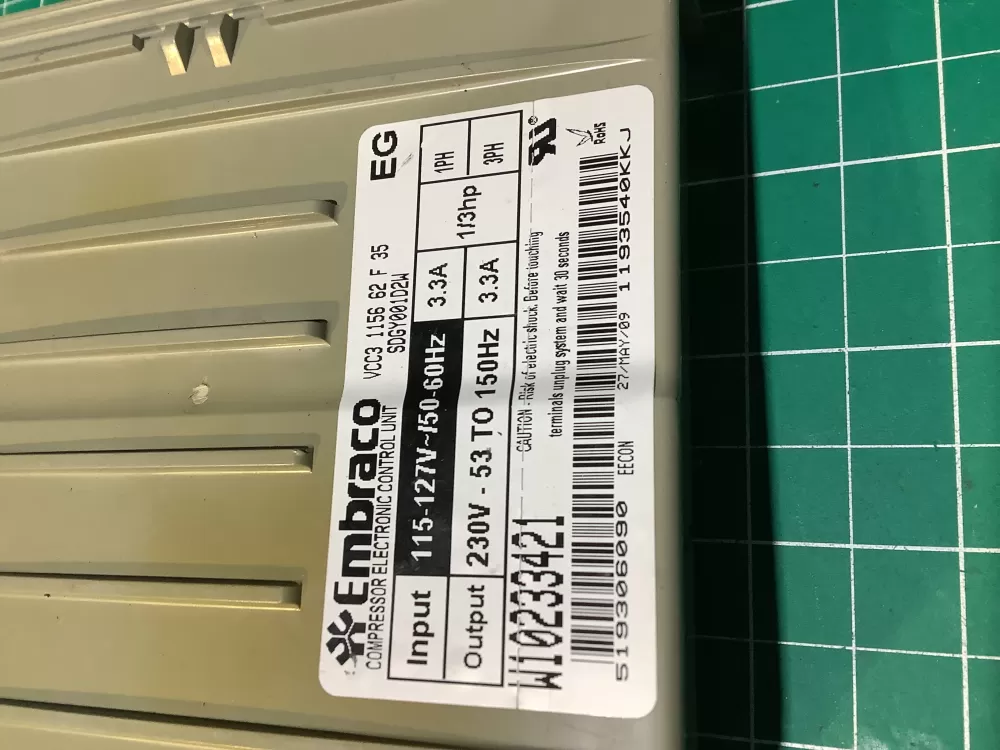 Embraco
VCC3 1156 62 F 35
EG
COMPRESSOR ELECTRONIC CONTROL UNIT
SDGY001D2W
Input 115-127V~/50-60Hz 3.3A 1/3hp 1PH
Output 230V - 53 TO 150Hz 3.3A 3PH
CAUTION - Risk of electric shock. Before touching
terminals unplug system and wait 30 seconds
W10233421
RU®
RoHS
EECON 27/MAY/09
519306090 1193540KKJ